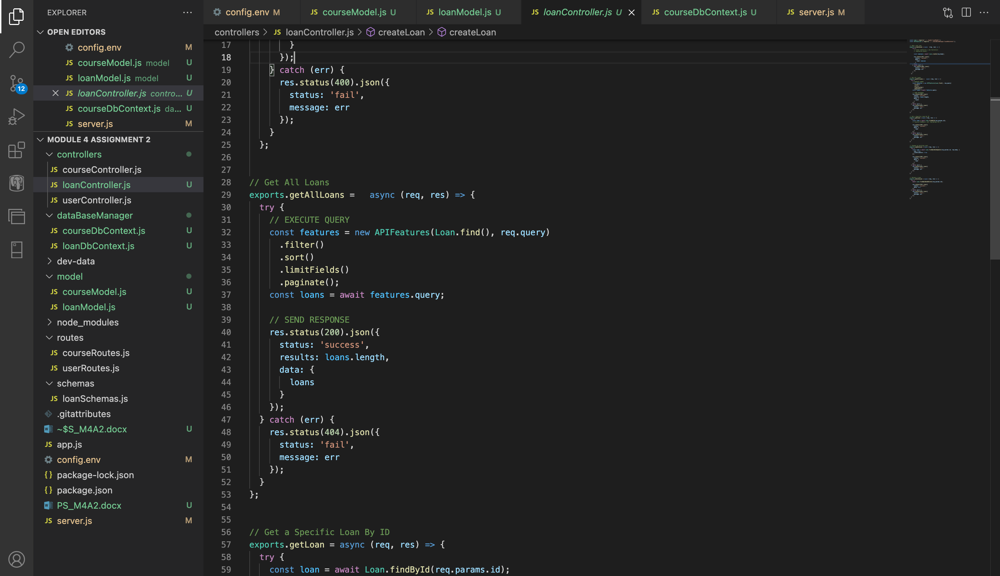 EXPLORER
OPEN EDITORS
config.env M
JS courseModel.js model U
JS loanModel.js model U
JS loanController.js contro... U
JS courseDbContext.js da... U
JS server.js M
12
MODULE 4 ASSIGNMENT 2
controllers
JS courseController.js
JS loanController.js U
JS userController.js
dataBaseManager
JS courseDbContext.js U
JS loanDbContext.js U
dev-data
model
JS courseModel.js U
JS loanModel.js U
node_modules
routes
JS courseRoutes.js
JS userRoutes.js
schemas
JS loanSchemas.js
.gitattributes
~$S_M4A2.docx U
JS app.js
config.env M
{} package-lock.json
{} package.json
PS_M4A2.docx U
JS server.js M
config.env M
JS courseModel.js U
JS loanModel.js U
JS loanController.js U
JS courseDbContext.js U
JS server.js M
controllers > JS loanController.js > createLoan > createLoan
17 }
18 });
19 } catch (err) {
20 res.status(400).json({
21 status: 'fail',
22 message: err
23 });
24 }
25 };
26
27
28 // Get All Loans
29 exports.getAllLoans =   async (req, res) => {
30 try {
31 // EXECUTE QUERY
32 const features = new APIFeatures(Loan.find(), req.query)
33 .filter()
34 .sort()
35 .limitFields()
36 .paginate();
37 const loans = await features.query;
38
39 // SEND RESPONSE
40 res.status(200).json({
41 status: 'success',
42 results: loans.length,
43 data: {
44 loans
45 }
46 });
47 } catch (err) {
48 res.status(404).json({
49 status: 'fail',
50 message: err
51 });
52 }
53 };
54
55
56 // Get a Specific Loan By ID
57 exports.getLoan = async (req, res) => {
58 try {
59 const loan = await Loan.findById(req.params.id);